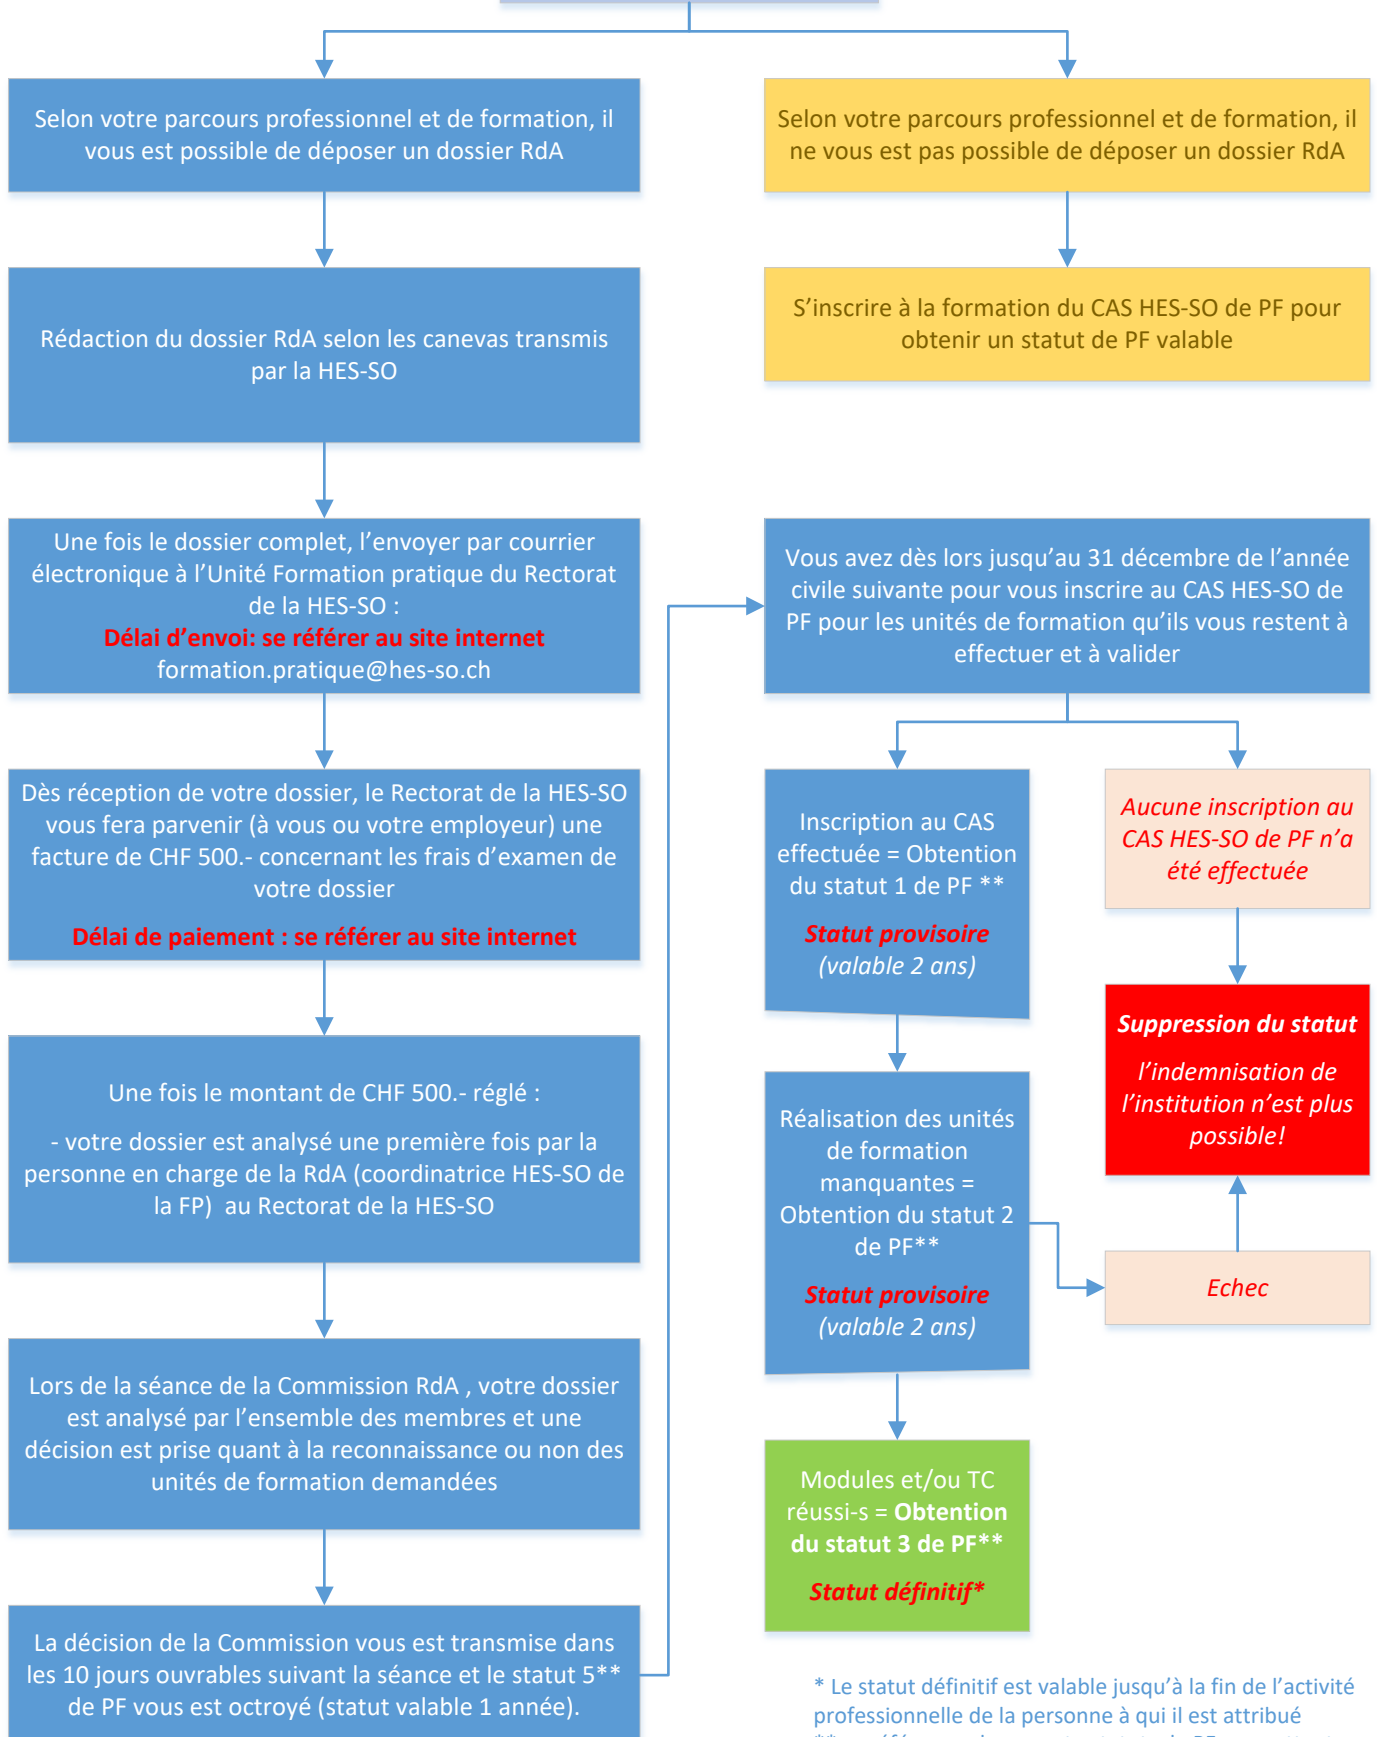 Selon votre parcours professionnel et de formation, il
vous est possible de déposer un dossier RdA
Selon votre parcours professionnel et de formation, il
ne vous est pas possible de déposer un dossier RdA
Rédaction du dossier RdA selon les canevas transmis
par la HES-SO
S’inscrire à la formation du CAS HES-SO de PF pour
obtenir un statut de PF valable
Une fois le dossier complet, l’envoyer par courrier
électronique à l’Unité Formation pratique du Rectorat
de la HES-SO :
Délai d’envoi: se référer au site internet
formation.pratique@hes-so.ch
Dès réception de votre dossier, le Rectorat de la HES-SO
vous fera parvenir (à vous ou votre employeur) une
facture de CHF 500.- concernant les frais d’examen de
votre dossier
Délai de paiement : se référer au site internet
Une fois le montant de CHF 500.- réglé :
- votre dossier est analysé une première fois par la
personne en charge de la RdA (coordinatrice HES-SO de
la FP)  au Rectorat de la HES-SO
Lors de la séance de la Commission RdA , votre dossier
est analysé par l’ensemble des membres et une
décision est prise quant à la reconnaissance ou non des
unités de formation demandées
La décision de la Commission vous est transmise dans
les 10 jours ouvrables suivant la séance et le statut 5**
de PF vous est octroyé (statut valable 1 année).
Vous avez dès lors jusqu’au 31 décembre de l’année
civile suivante pour vous inscrire au CAS HES-SO de
PF pour les unités de formation qu’ils vous restent à
effectuer et à valider
Inscription au CAS
effectuée = Obtention
du statut 1 de PF **
Statut provisoire
(valable 2 ans)
Aucune inscription au
CAS HES-SO de PF n’a
été effectuée
Suppression du statut
l’indemnisation de
l’institution n’est plus
possible!
Réalisation des unités
de formation
manquantes =
Obtention du statut 2
de PF**
Statut provisoire
(valable 2 ans)
Echec
Modules et/ou TC
réussi-s = Obtention
du statut 3 de PF**
Statut définitif*
* Le statut définitif est valable jusqu’à la fin de l’activité
professionnelle de la personne à qui il est attribué